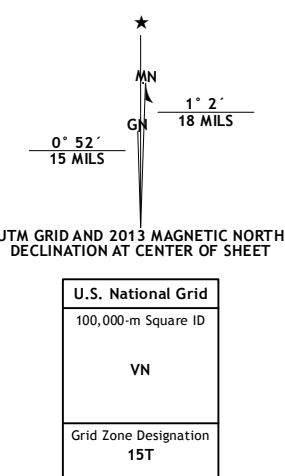 ★
MN
GN
1° 2´
18 MILS
0° 52´
15 MILS
UTM GRID AND 2013 MAGNETIC NORTH
DECLINATION AT CENTER OF SHEET
U.S. National Grid
100,000-m Square ID
VN
Grid Zone Designation
15T